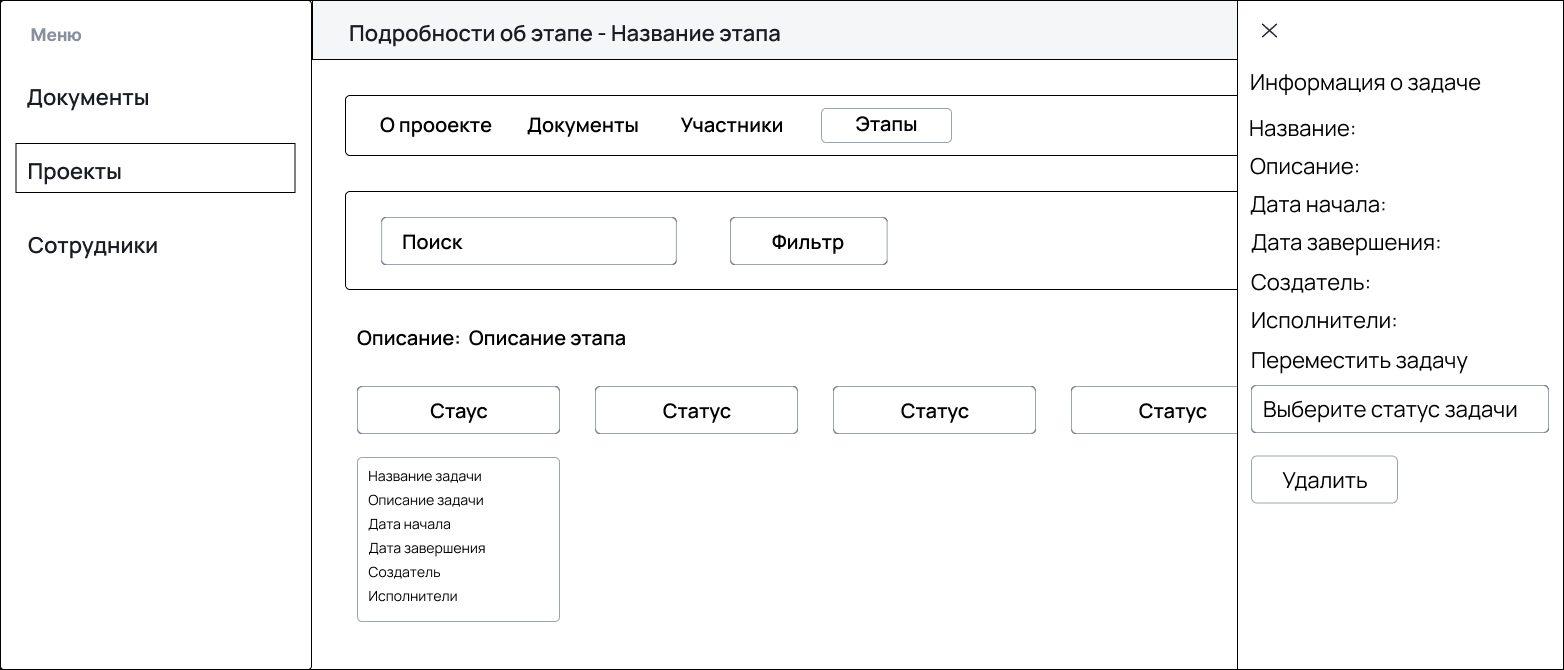 Меню
Документы
Проекты
Сотрудники
Подробности об этапе - Название этапа
О прооекте Документы Участники Этапы
Поиск Фильтр
Описание: Описание этапа
Стаус Статус Статус Статус
Название задачи
Описание задачи
Дата начала
Дата завершения
Создатель
Исполнители
Информация о задаче
Название:
Описание:
Дата начала:
Дата завершения:
Создатель:
Исполнители:
Переместить задачу
Выберите статус задачи
Удалить